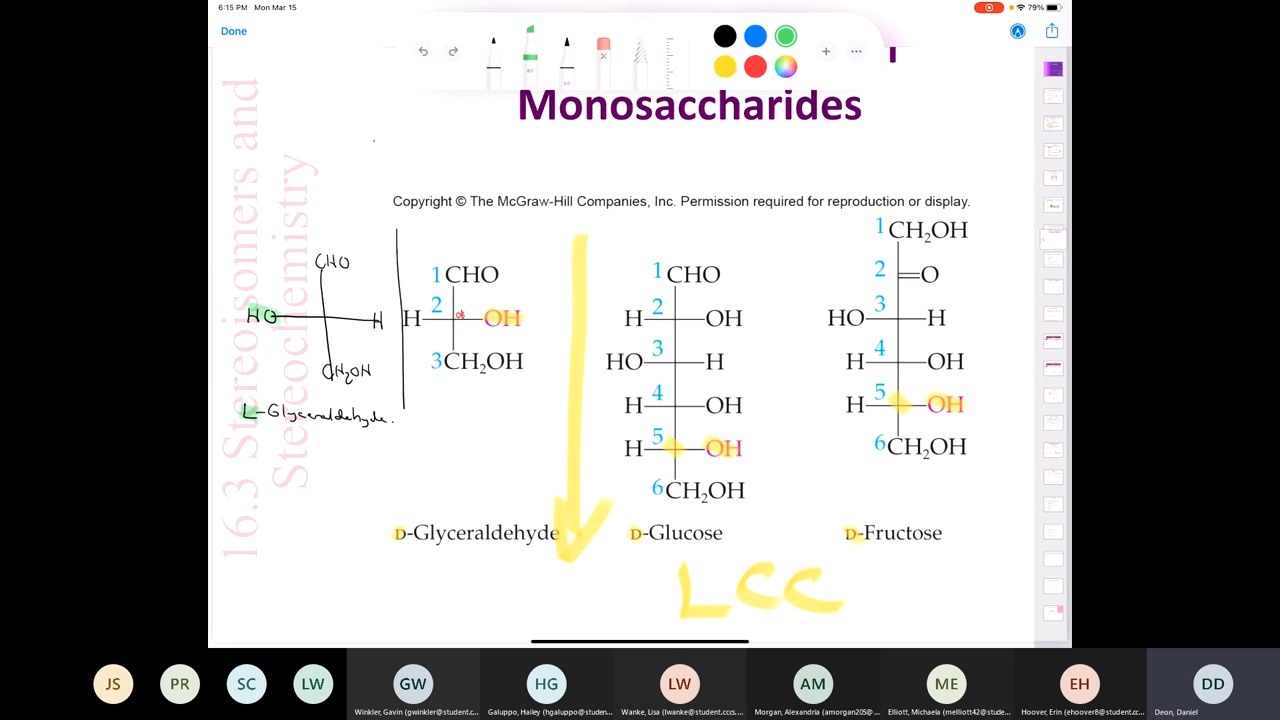 6:15 PM Mon Mar 15
79%
Done
Monosaccharides
16.3 Stereoisomers and
Stereochemistry
Copyright © The McGraw-Hill Companies, Inc. Permission required for reproduction or display.
CHO
HO H
CH2OH
L-Glyceraldehyde.
1 CHO
2
H * OH
3 CH2OH
D-Glyceraldehyde
1 CHO
2
H OH
3
HO H
4
H OH
5
H OH
6 CH2OH
D-Glucose
1 CH2OH
2
O
3
HO H
4
H OH
5
H OH
6 CH2OH
D-Fructose
LCC
JS PR SC LW GW HG LW AM ME EH DD
Winkler, Gavin (gwinkler@student.c... Galuppo, Hailey (hgaluppo@studen... Wanke, Lisa (lwanke@student.cccs.... Morgan, Alexandria (amorgan205@... Elliott, Michaela (melliott42@stude... Hoover, Erin (ehoover8@student.cc... Deon, Daniel